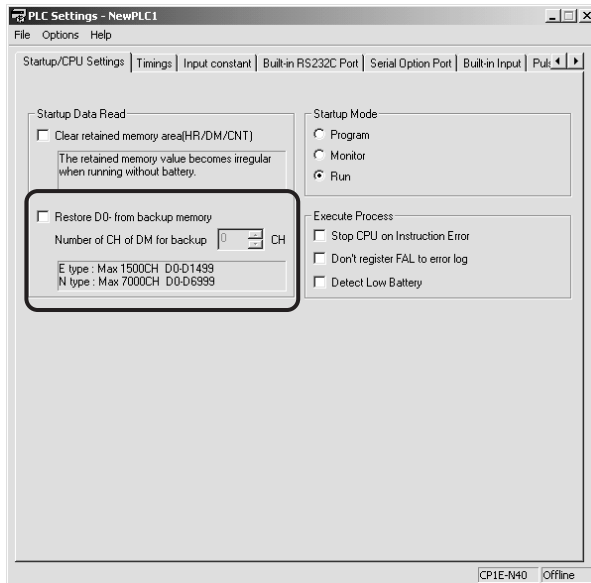 PLC Settings - NewPLC1
File Options Help
Startup/CPU Settings Timings Input constant Built-in RS232C Port Serial Option Port Built-in Input
Startup Data Read
Clear retained memory area(HR/DM/CNT)
The retained memory value becomes irregular
when running without battery.
Restore D0- from backup memory
Number of CH of DM for backup 0 CH
E type : Max 1500CH D0-D1499
N type : Max 7000CH D0-D6999
Startup Mode
Program
Monitor
Run
Execute Process
Stop CPU on Instruction Error
Don't register FAL to error log
Detect Low Battery
CP1E-N40 Offline